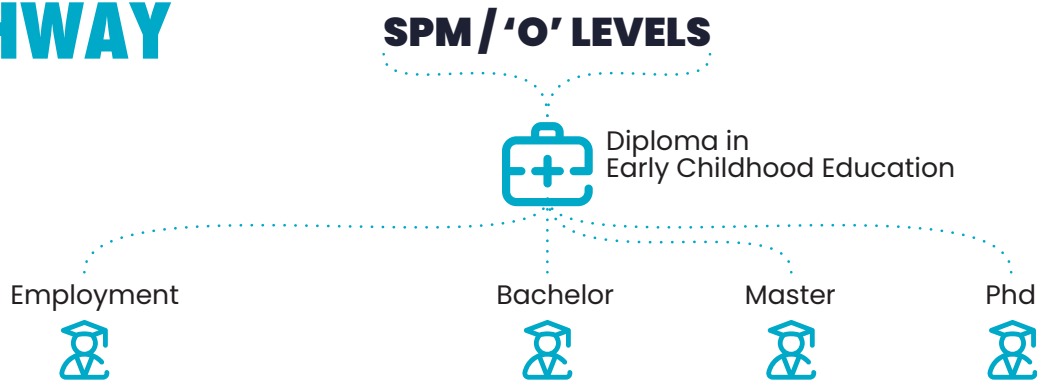 HWAY
SPM / ‘O’ LEVELS
Diploma in
Early Childhood Education
Employment
Bachelor
Master
Phd